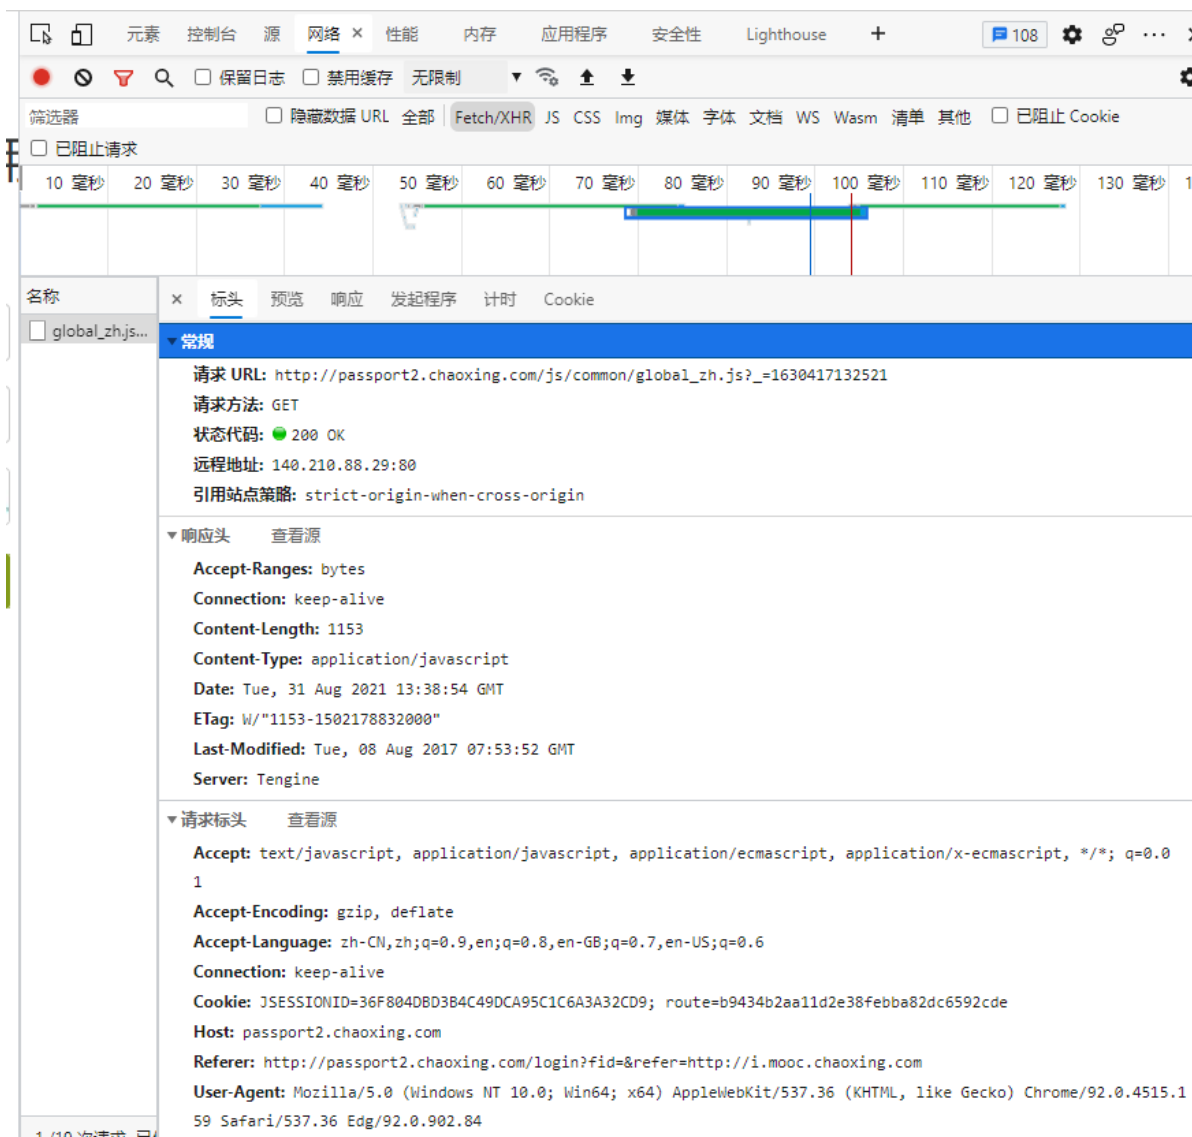 元素 控制台 源 网络 × 性能 内存 应用程序 安全性 Lighthouse + 108
保留日志 禁用缓存 无限制
筛选器 隐藏数据 URL 全部 Fetch/XHR JS CSS Img 媒体 字体 文档 WS Wasm 清单 其他 已阻止 Cookie
已阻止请求
10 毫秒 20 毫秒 30 毫秒 40 毫秒 50 毫秒 60 毫秒 70 毫秒 80 毫秒 90 毫秒 100 毫秒 110 毫秒 120 毫秒 130 毫秒
名称 × 标头 预览 响应 发起程序 计时 Cookie
global_zh.js...
常规
请求 URL: http://passport2.chaoxing.com/js/common/global_zh.js?_=1630417132521
请求方法: GET
状态代码: 200 OK
远程地址: 140.210.88.29:80
引用站点策略: strict-origin-when-cross-origin
响应头 查看源
Accept-Ranges: bytes
Connection: keep-alive
Content-Length: 1153
Content-Type: application/javascript
Date: Tue, 31 Aug 2021 13:38:54 GMT
ETag: W/"1153-1502178832000"
Last-Modified: Tue, 08 Aug 2017 07:53:52 GMT
Server: Tengine
请求标头 查看源
Accept: text/javascript, application/javascript, application/ecmascript, application/x-ecmascript, */*; q=0.0
1
Accept-Encoding: gzip, deflate
Accept-Language: zh-CN,zh;q=0.9,en;q=0.8,en-GB;q=0.7,en-US;q=0.6
Connection: keep-alive
Cookie: JSESSIONID=36F804DBD3B4C49DCA95C1C6A3A32CD9; route=b9434b2aa11d2e38febba82dc6592cde
Host: passport2.chaoxing.com
Referer: http://passport2.chaoxing.com/login?fid=&refer=http://i.mooc.chaoxing.com
User-Agent: Mozilla/5.0 (Windows NT 10.0; Win64; x64) AppleWebKit/537.36 (KHTML, like Gecko) Chrome/92.0.4515.1
59 Safari/537.36 Edg/92.0.902.84